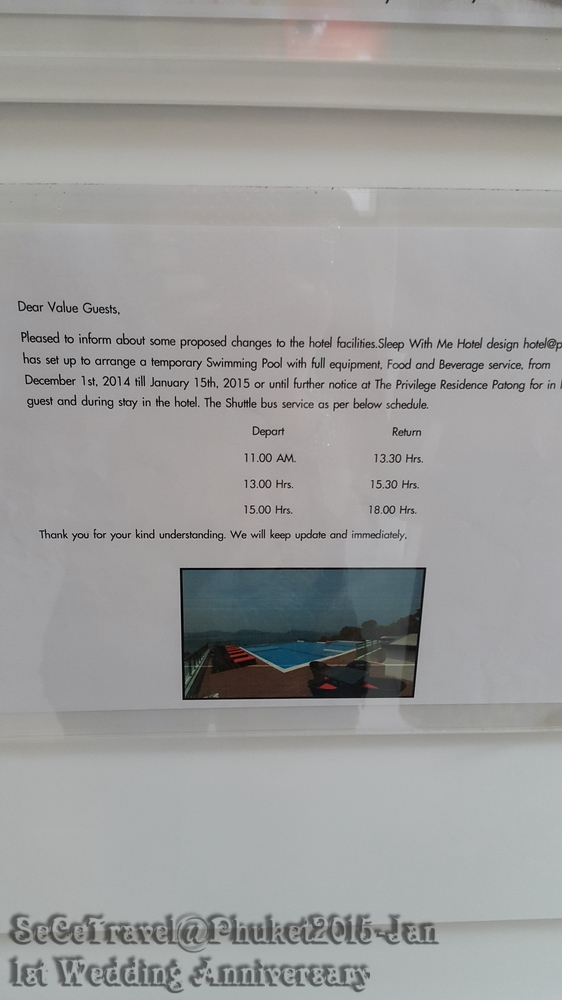 Dear Value Guests,
Pleased to inform about some proposed changes to the hotel facilities.Sleep With Me Hotel design hotel@p
has set up to arrange a temporary Swimming Pool with full equipment, Food and Beverage service, from
December 1st, 2014 till January 15th, 2015 or until further notice at The Privilege Residence Patong for in
guest and during stay in the hotel. The Shuttle bus service as per below schedule.
Depart Return
11.00 AM. 13.30 Hrs.
13.00 Hrs. 15.30 Hrs.
15.00 Hrs. 18.00 Hrs.
Thank you for your kind understanding. We will keep update and immediately.
SeCeTravel@Phuket2015-Jan
1st Wedding Anniversary